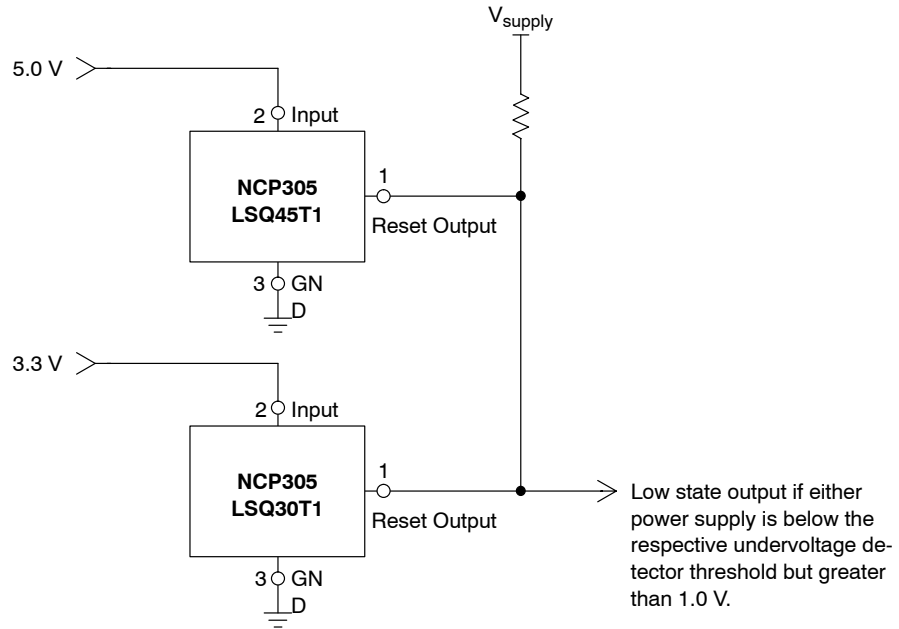 Vsupply
5.0 V
2 Input
NCP305
LSQ45T1
1
Reset Output
3 GN
D
3.3 V
2 Input
NCP305
LSQ30T1
1
Reset Output
3 GN
D
Low state output if either
power supply is below the
respective undervoltage de-
tector threshold but greater
than 1.0 V.